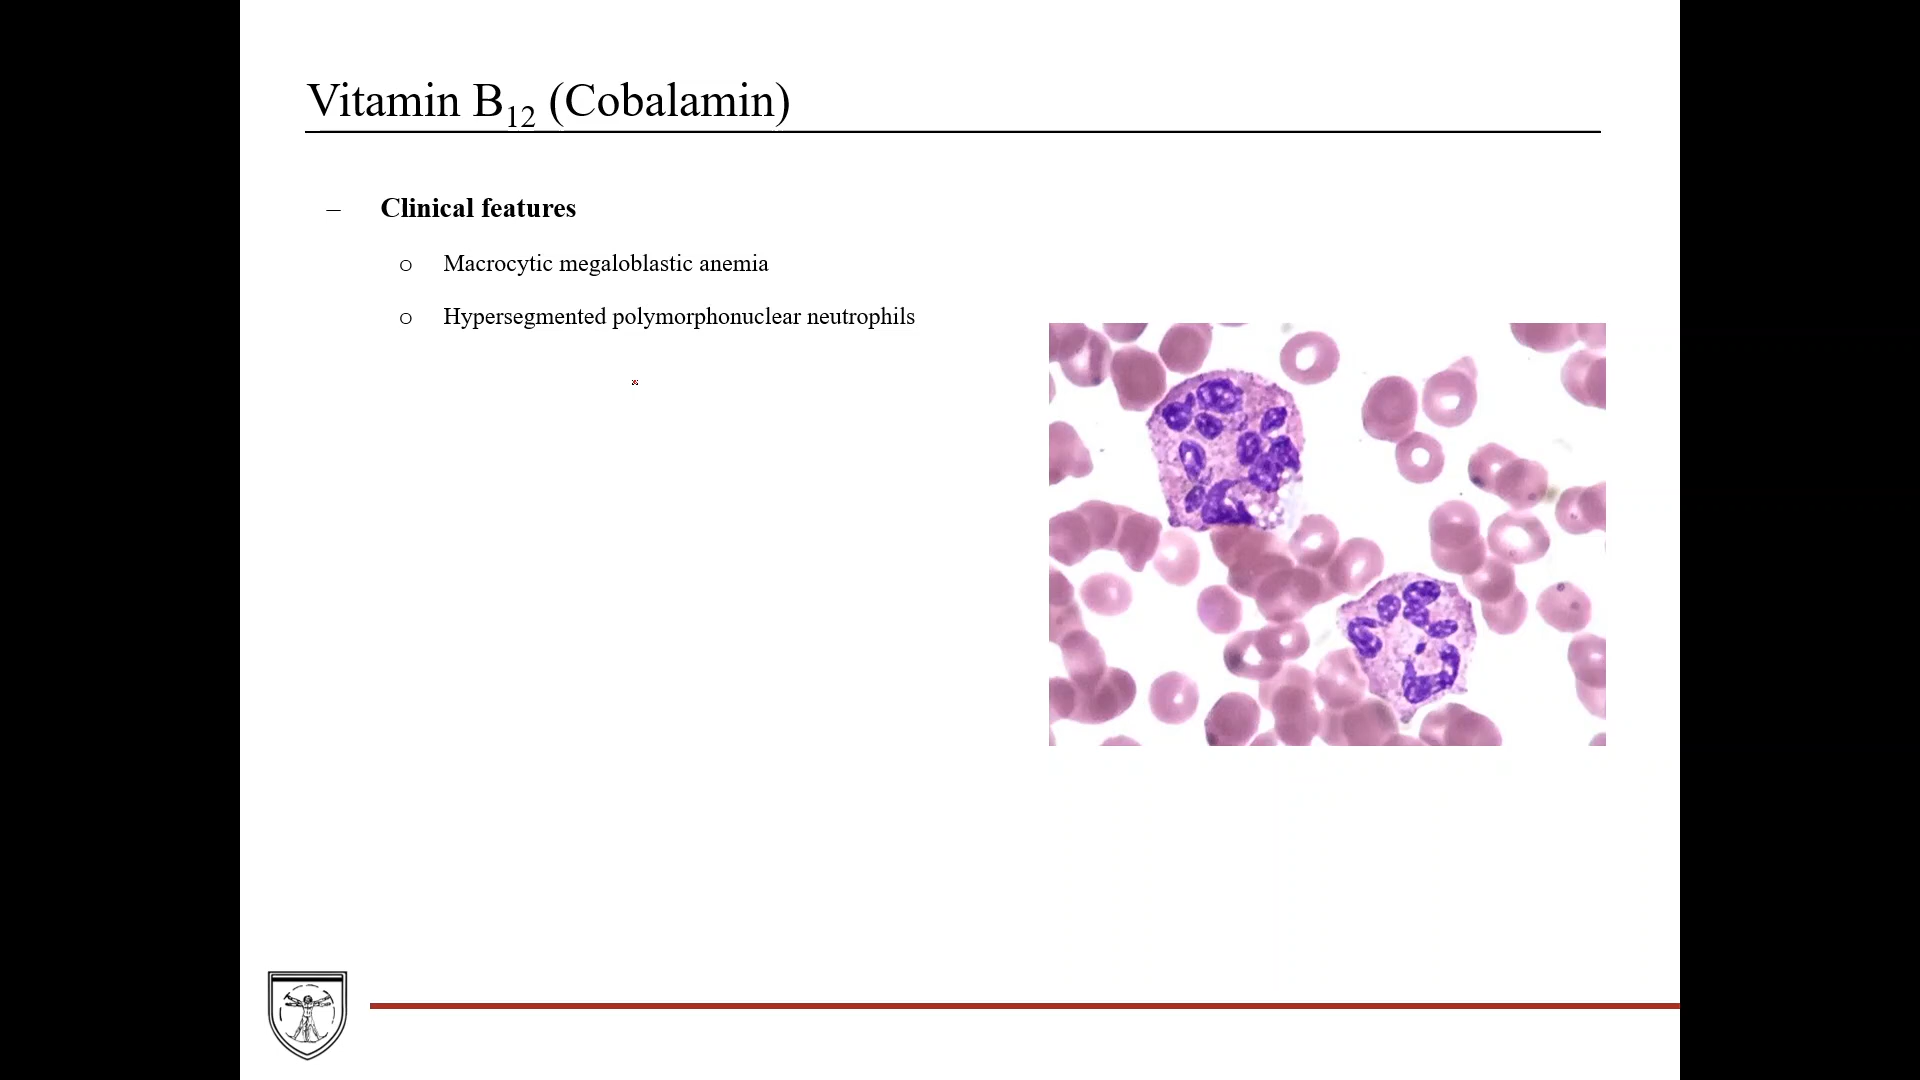 Vitamin B₁₂ (Cobalamin)
– Clinical features
o Macrocytic megaloblastic anemia
o Hypersegmented polymorphonuclear neutrophils